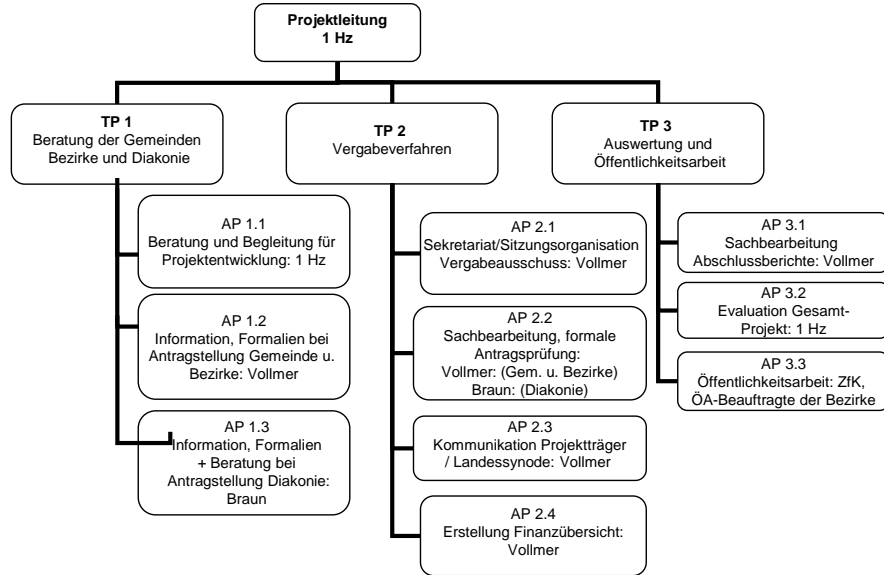 Projektleitung
1 Hz
TP 1
Beratung der Gemeinden
Bezirke und Diakonie
TP 2
Vergabeverfahren
TP 3
Auswertung und
Öffentlichkeitsarbeit
AP 1.1
Beratung und Begleitung für
Projektentwicklung: 1 Hz
AP 1.2
Information, Formalien bei
Antragstellung Gemeinde u.
Bezirke: Vollmer
AP 1.3
Information, Formalien
+ Beratung bei
Antragstellung Diakonie:
Braun
AP 2.1
Sekretariat/Sitzungsorganisation
Vergabeausschuss: Vollmer
AP 2.2
Sachbearbeitung, formale
Antragsprüfung:
Vollmer: (Gem. u. Bezirke)
Braun: (Diakonie)
AP 2.3
Kommunikation Projektträger
/ Landessynode: Vollmer
AP 2.4
Erstellung Finanzübersicht:
Vollmer
AP 3.1
Sachbearbeitung
Abschlussberichte: Vollmer
AP 3.2
Evaluation Gesamt-
Projekt: 1 Hz
AP 3.3
Öffentlichkeitsarbeit: ZfK,
ÖA-Beauftragte der Bezirke